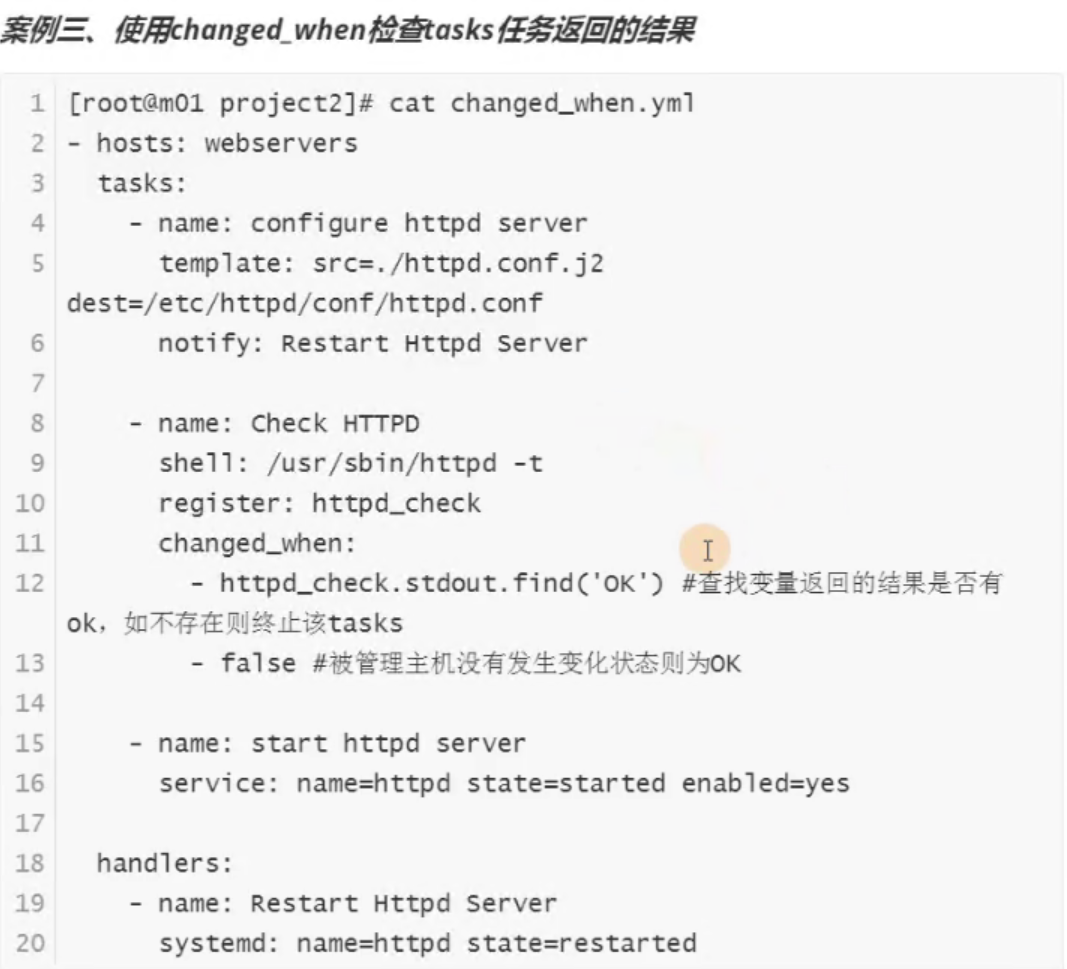 案例三、使用changed_when检查tasks任务返回的结果
1 [root@m01 project2]# cat changed_when.yml
2 - hosts: webservers
3   tasks:
4     - name: configure httpd server
5       template: src=./httpd.conf.j2
dest=/etc/httpd/conf/httpd.conf
6       notify: Restart Httpd Server
7
8     - name: Check HTTPD
9       shell: /usr/sbin/httpd -t
10       register: httpd_check
11       changed_when:
12         - httpd_check.stdout.find('OK') #查找变量返回的结果是否有
ok，如不存在则终止该tasks
13         - false #被管理主机没有发生变化状态则为OK
14
15     - name: start httpd server
16       service: name=httpd state=started enabled=yes
17
18   handlers:
19     - name: Restart Httpd Server
20       systemd: name=httpd state=restarted